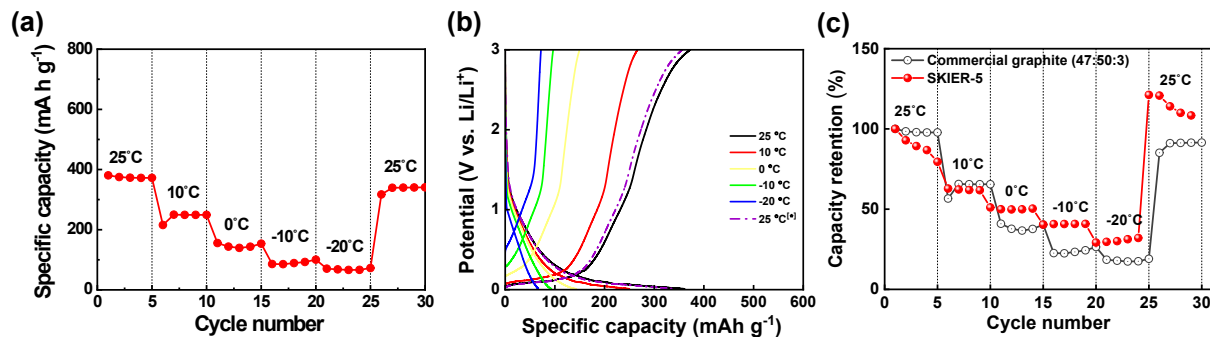 (a)
Specific capacity (mA h g⁻¹)
800
600
400
200
0
25°C
10°C
0°C
-10°C
-20°C
25°C
0
5
10
15
20
25
30
Cycle number
(b)
Potential (V vs. Li/Li⁺)
3
2
1
0
25 °C
10 °C
0 °C
-10 °C
-20 °C
25 °C[*]
0
100
200
300
400
500
600
Specific capacity (mAh g⁻¹)
(c)
Capacity retention (%)
150
100
50
0
Commercial graphite (47:50:3)
SKIER-5
25°C
10°C
0°C
-10°C
-20°C
25°C
0
5
10
15
20
25
30
Cycle number